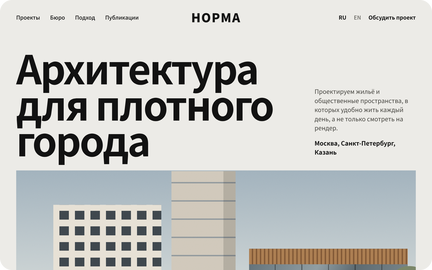 Проекты Бюро Подход Публикации НОРМА RU EN Обсудить проект
Архитектура
для плотного
города
Проектируем жильё и
общественные пространства, в
которых удобно жить каждый
день, а не только смотреть на
рендер.
Москва, Санкт-Петербург,
Казань